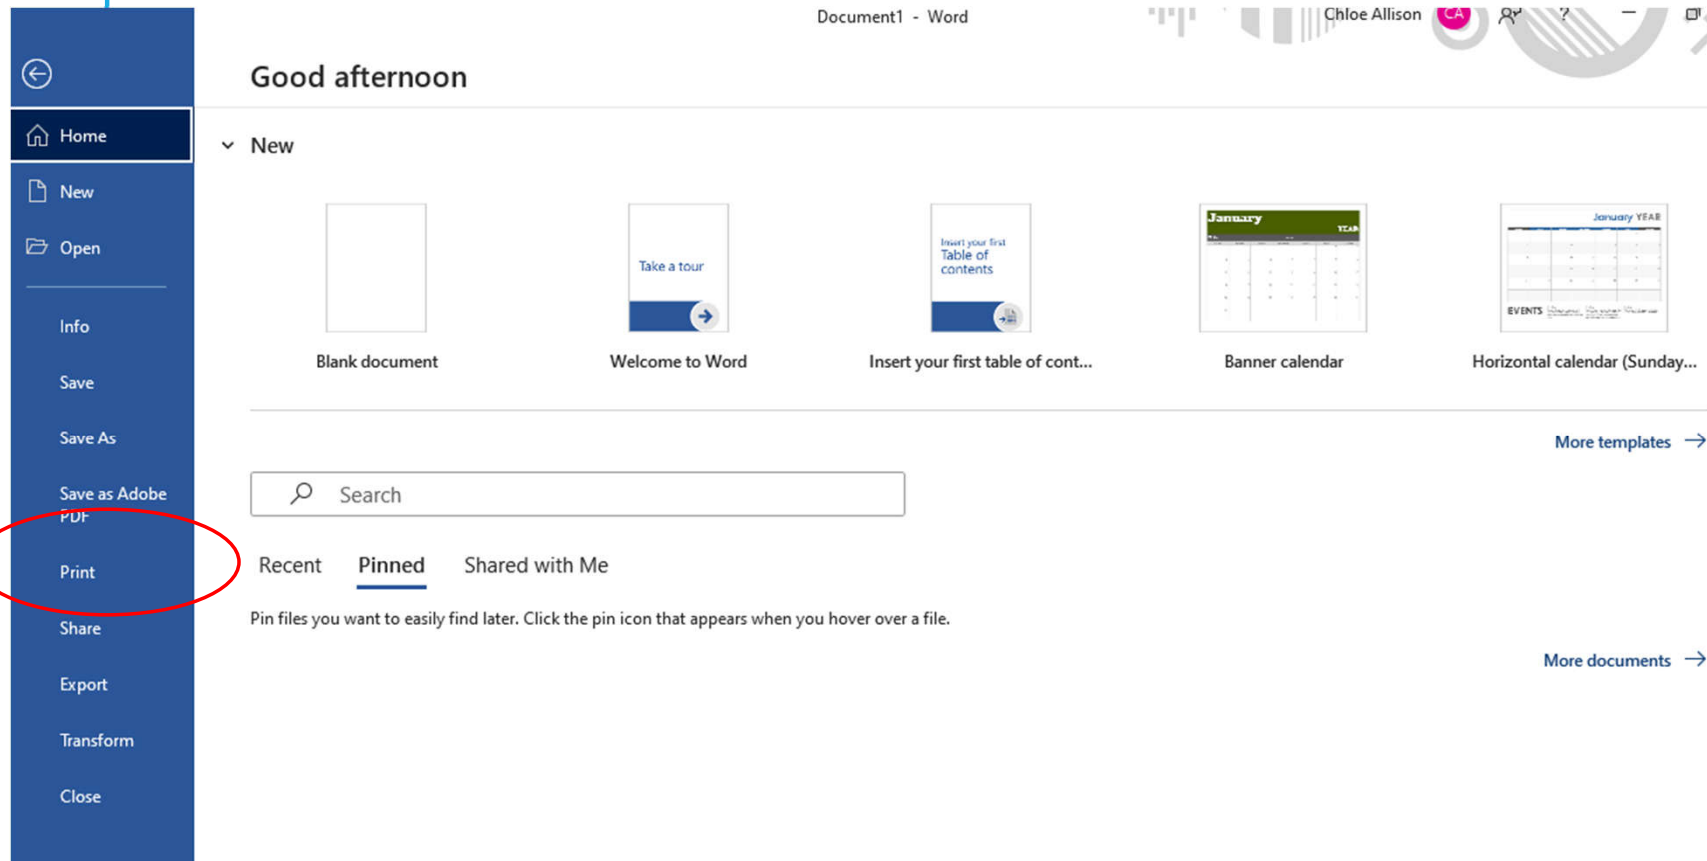 Document1 - Word
Chloe Allison
CA
?
Good afternoon
Home
New
Open
Info
Save
Save As
Save as Adobe
PDF
Print
Share
Export
Transform
Close
New
Take a tour
Insert your first
Table of
contents
January
YEAR
January YEAR
EVENTS
Blank document
Welcome to Word
Insert your first table of cont...
Banner calendar
Horizontal calendar (Sunday...
More templates
Search
Recent
Pinned
Shared with Me
Pin files you want to easily find later. Click the pin icon that appears when you hover over a file.
More documents